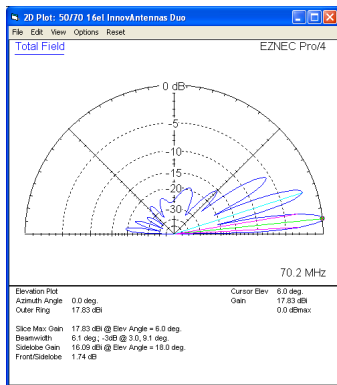 2D Plot: 50/70 16el InnovAntennas Duo
File Edit View Options Reset
Total Field
EZNEC Pro/4
0 dB
-5
-10
-15
-20
-30
70.2 MHz
Elevation Plot
Cursor Elev 6.0 deg.
Azimuth Angle 0.0 deg.
Gain 17.83 dBi
Outer Ring 17.83 dBi
0.0 dBmax
Slice Max Gain 17.83 dBi @ Elev Angle = 6.0 deg.
Beamwidth 6.1 deg.; -3dB @ 3.0, 9.1 deg.
Sidelobe Gain 16.09 dBi @ Elev Angle = 18.0 deg.
Front/Sidelobe 1.74 dB